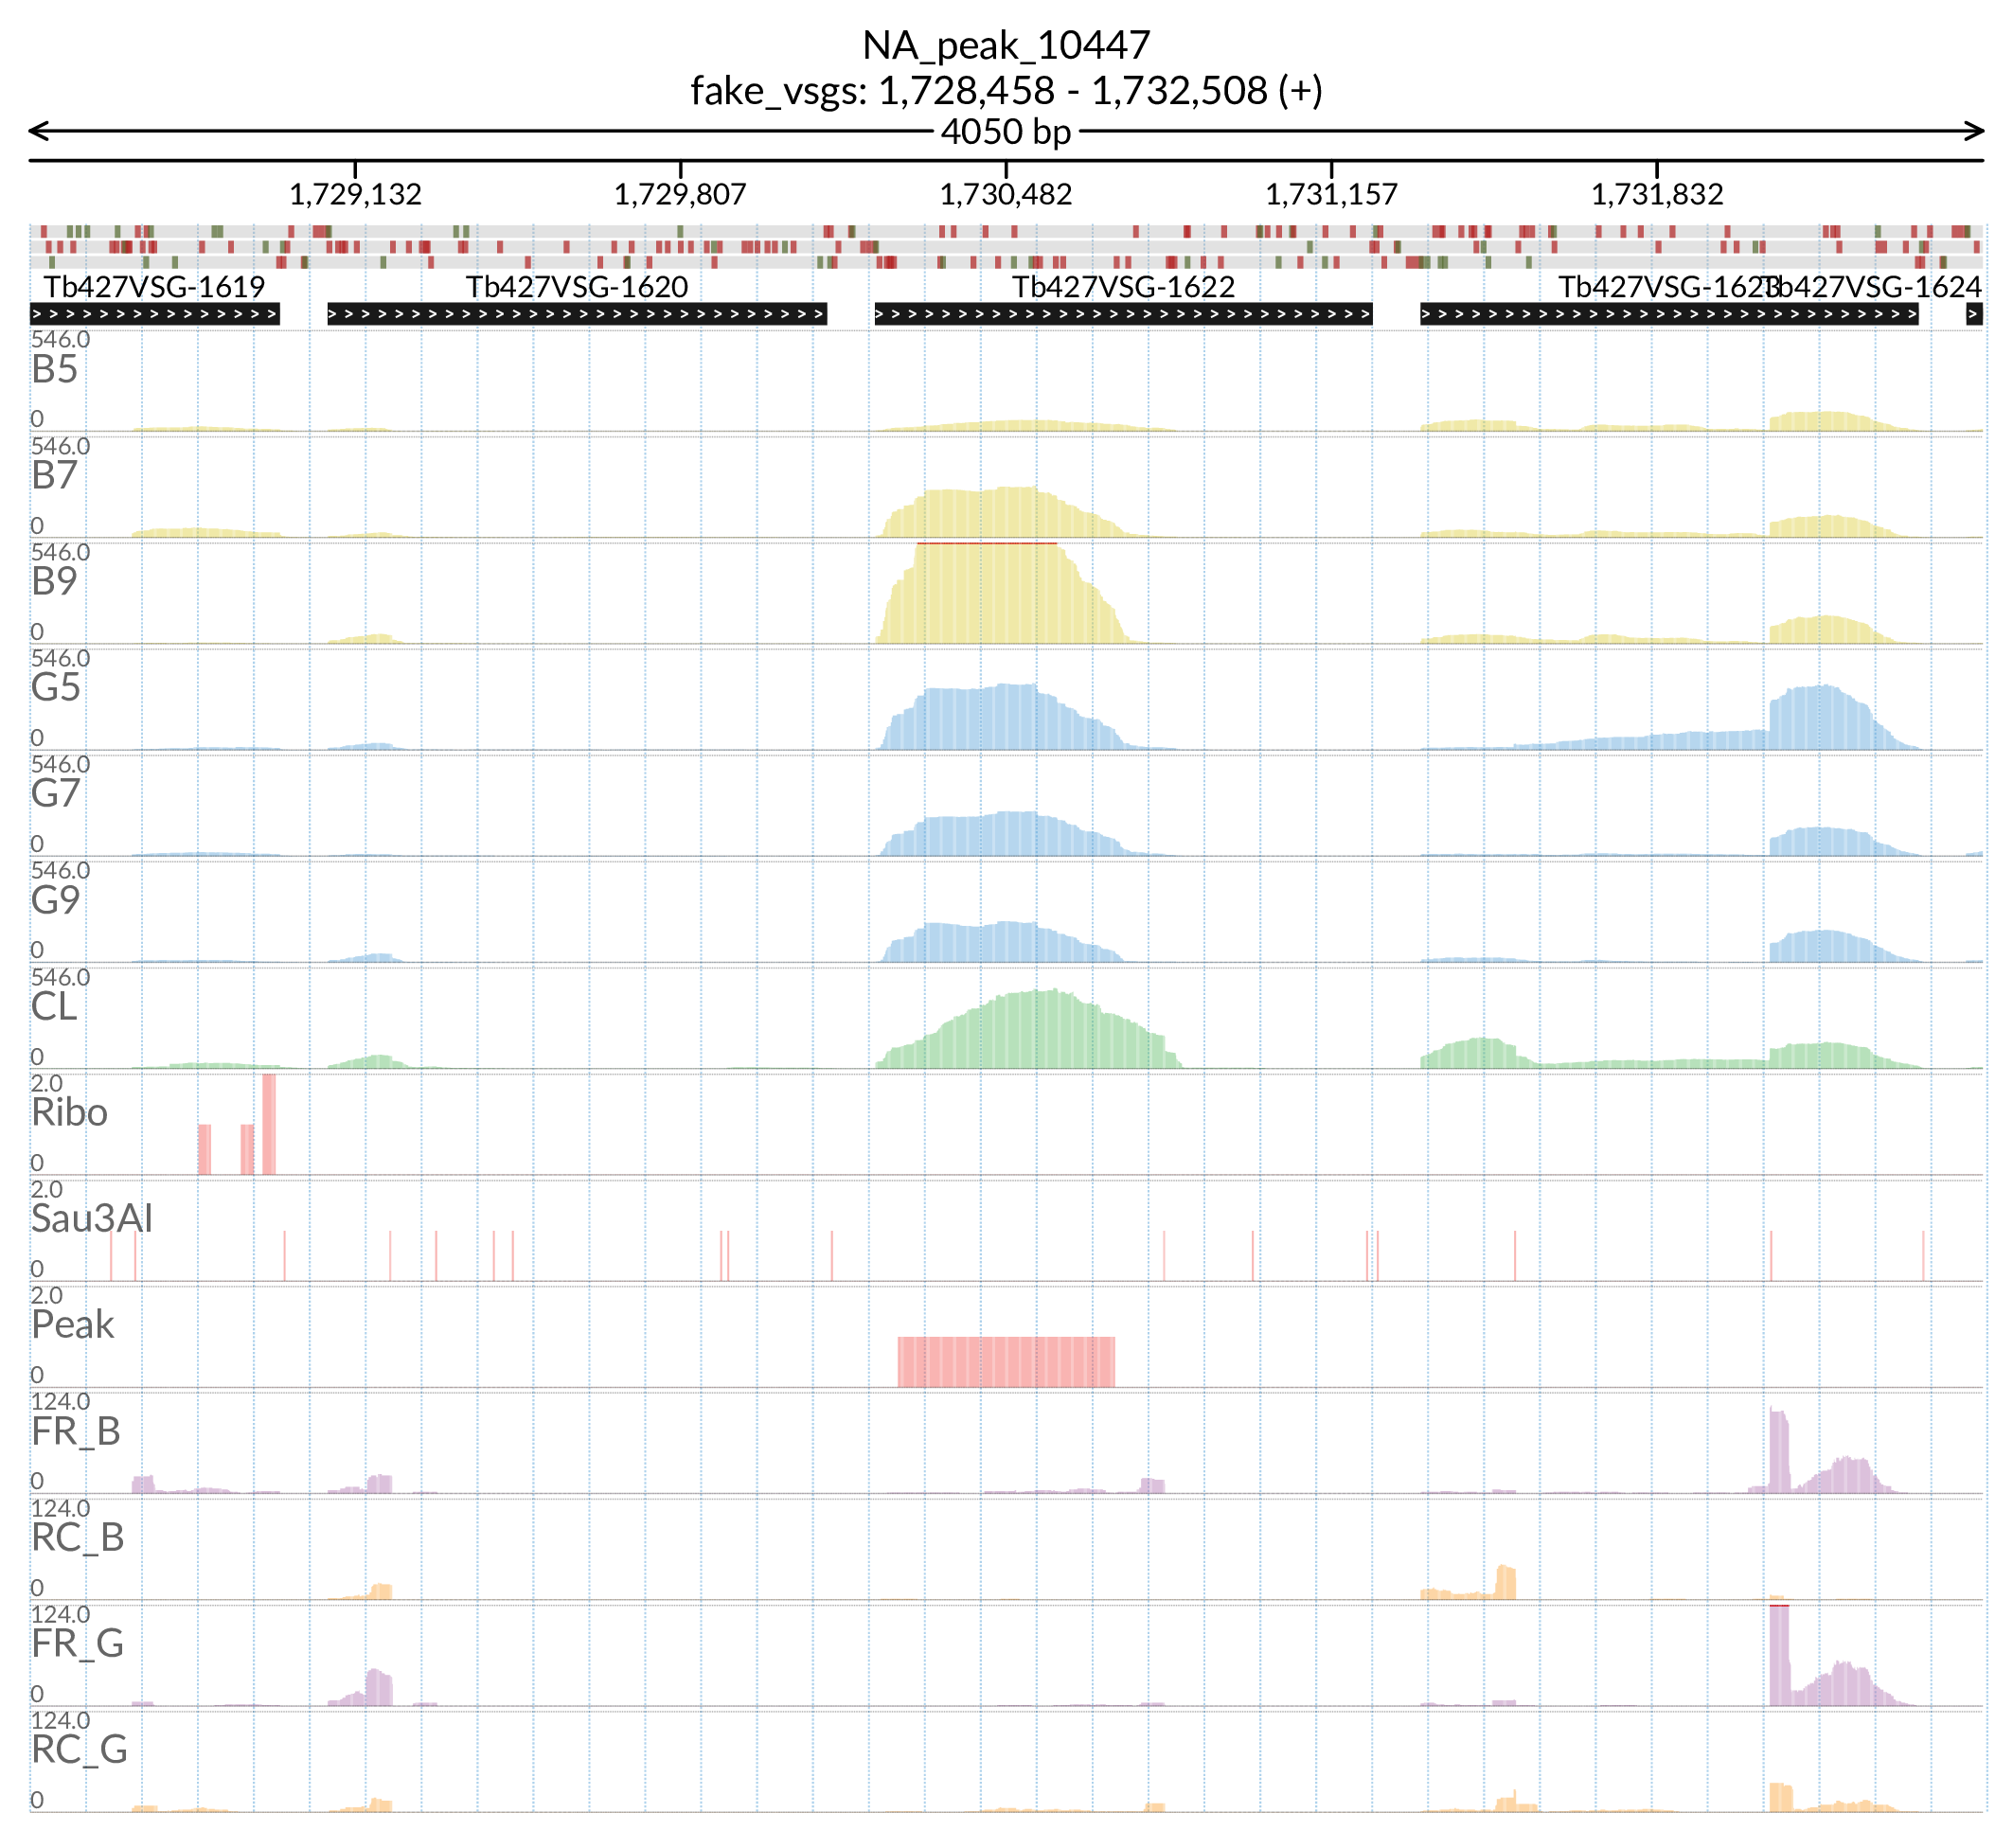 NA_peak_10447
fake_vsgs: 1,728,458 - 1,732,508 (+)
4050 bp
1,729,132 1,729,807 1,730,482 1,731,157 1,731,832
Tb427VSG-1619 Tb427VSG-1620 Tb427VSG-1622 Tb427VSG-1623 Tb427VSG-1624
546.0
B5
0
546.0
B7
0
546.0
B9
0
546.0
G5
0
546.0
G7
0
546.0
G9
0
546.0
CL
0
2.0
Ribo
0
2.0
Sau3AI
0
2.0
Peak
0
124.0
FR_B
0
124.0
RC_B
0
124.0
FR_G
0
124.0
RC_G
0